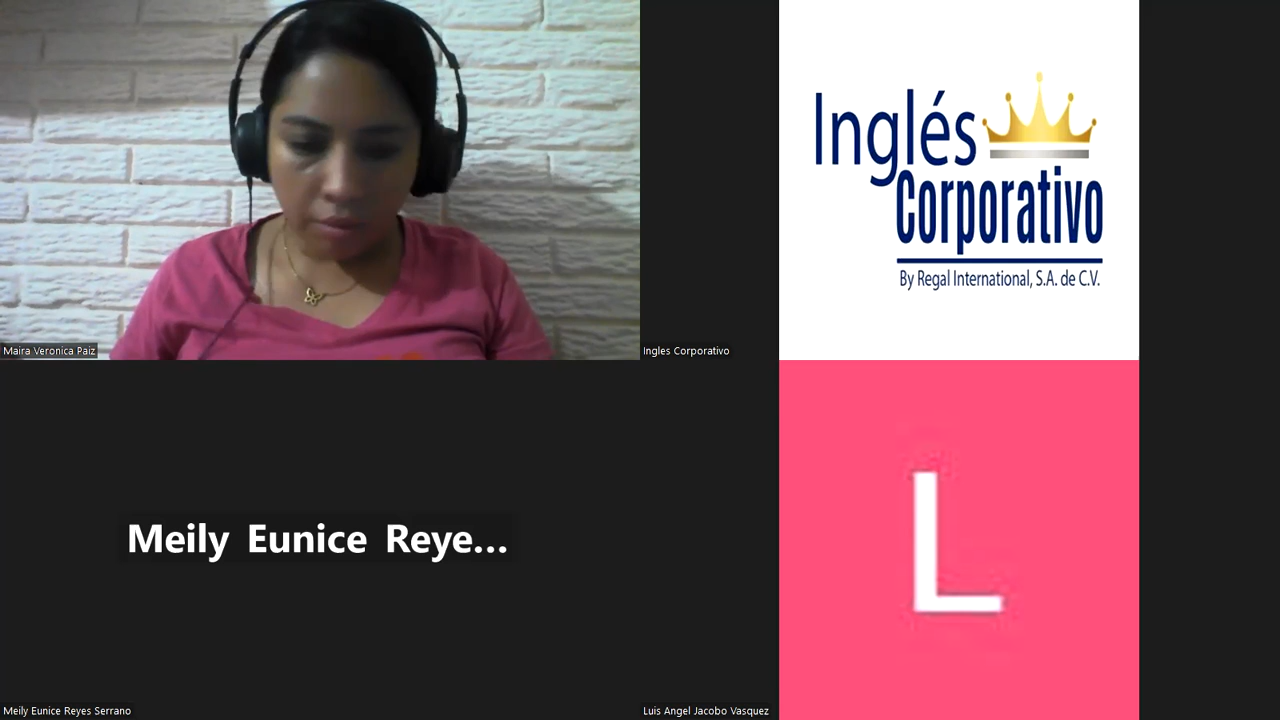 Inglés
Corporativo
By Regal International, S.A. de C.V.
Maira Veronica Paiz
Ingles Corporativo
Meily Eunice Reye...
L
Meily Eunice Reyes Serrano
Luis Angel Jacobo Vasquez